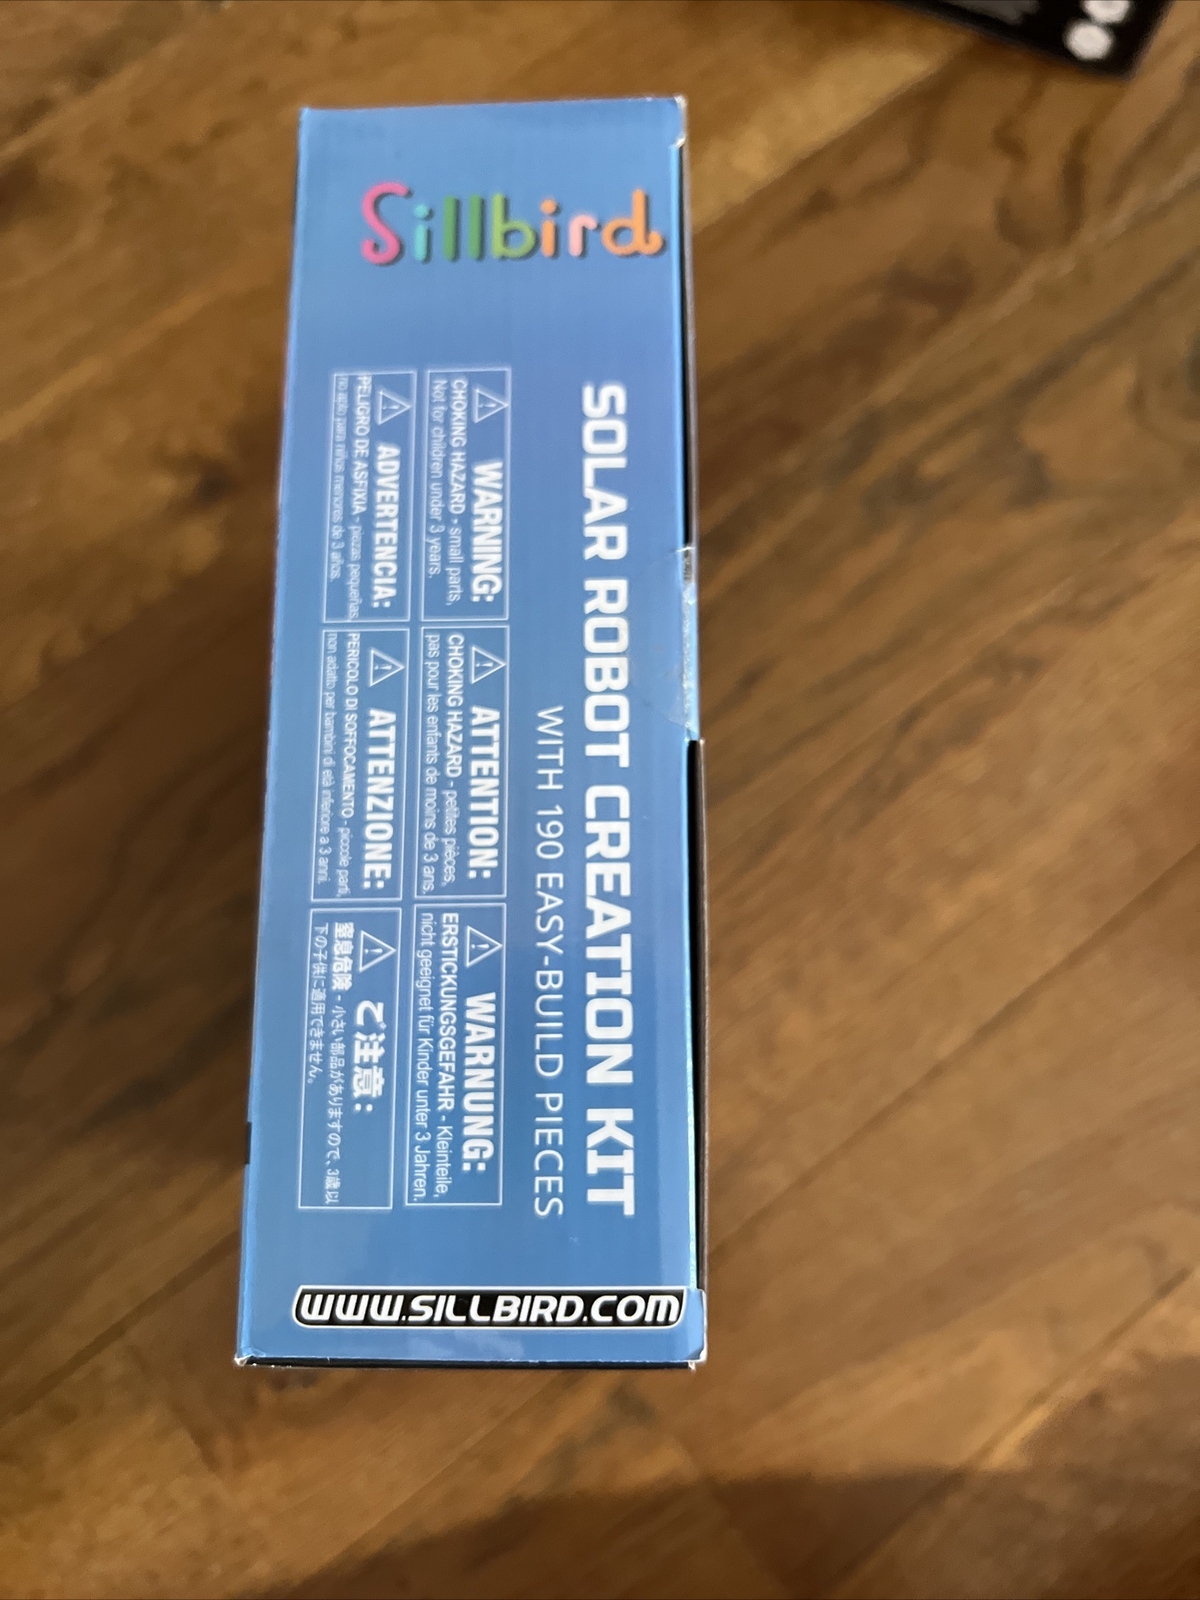 Sillbird
SOLAR ROBOT CREATION KIT
WITH 190 EASY-BUILD PIECES
WARNING:
CHOKING HAZARD - small parts,
Not for children under 3 years.
ATTENTION:
CHOKING HAZARD - petites pièces,
pas pour les enfants de moins de 3 ans.
WARNUNG:
ERSTICKUNGSGEFAHR - Kleinteile,
nicht geeignet für Kinder unter 3 Jahren.
ADVERTENCIA:
PELIGRO DE ASFIXIA - piezas pequeñas,
no apto para niños menores de 3 años.
ATTENZIONE:
PERICOLO DI SOFFOCAMENTO - piccole parti,
non adatto per bambini di età inferiore a 3 anni.
ご注意:
窒息危険 - 小さい部品がありますので、3歳以
下の子供に適用できません。
WWW.SILLBIRD.COM